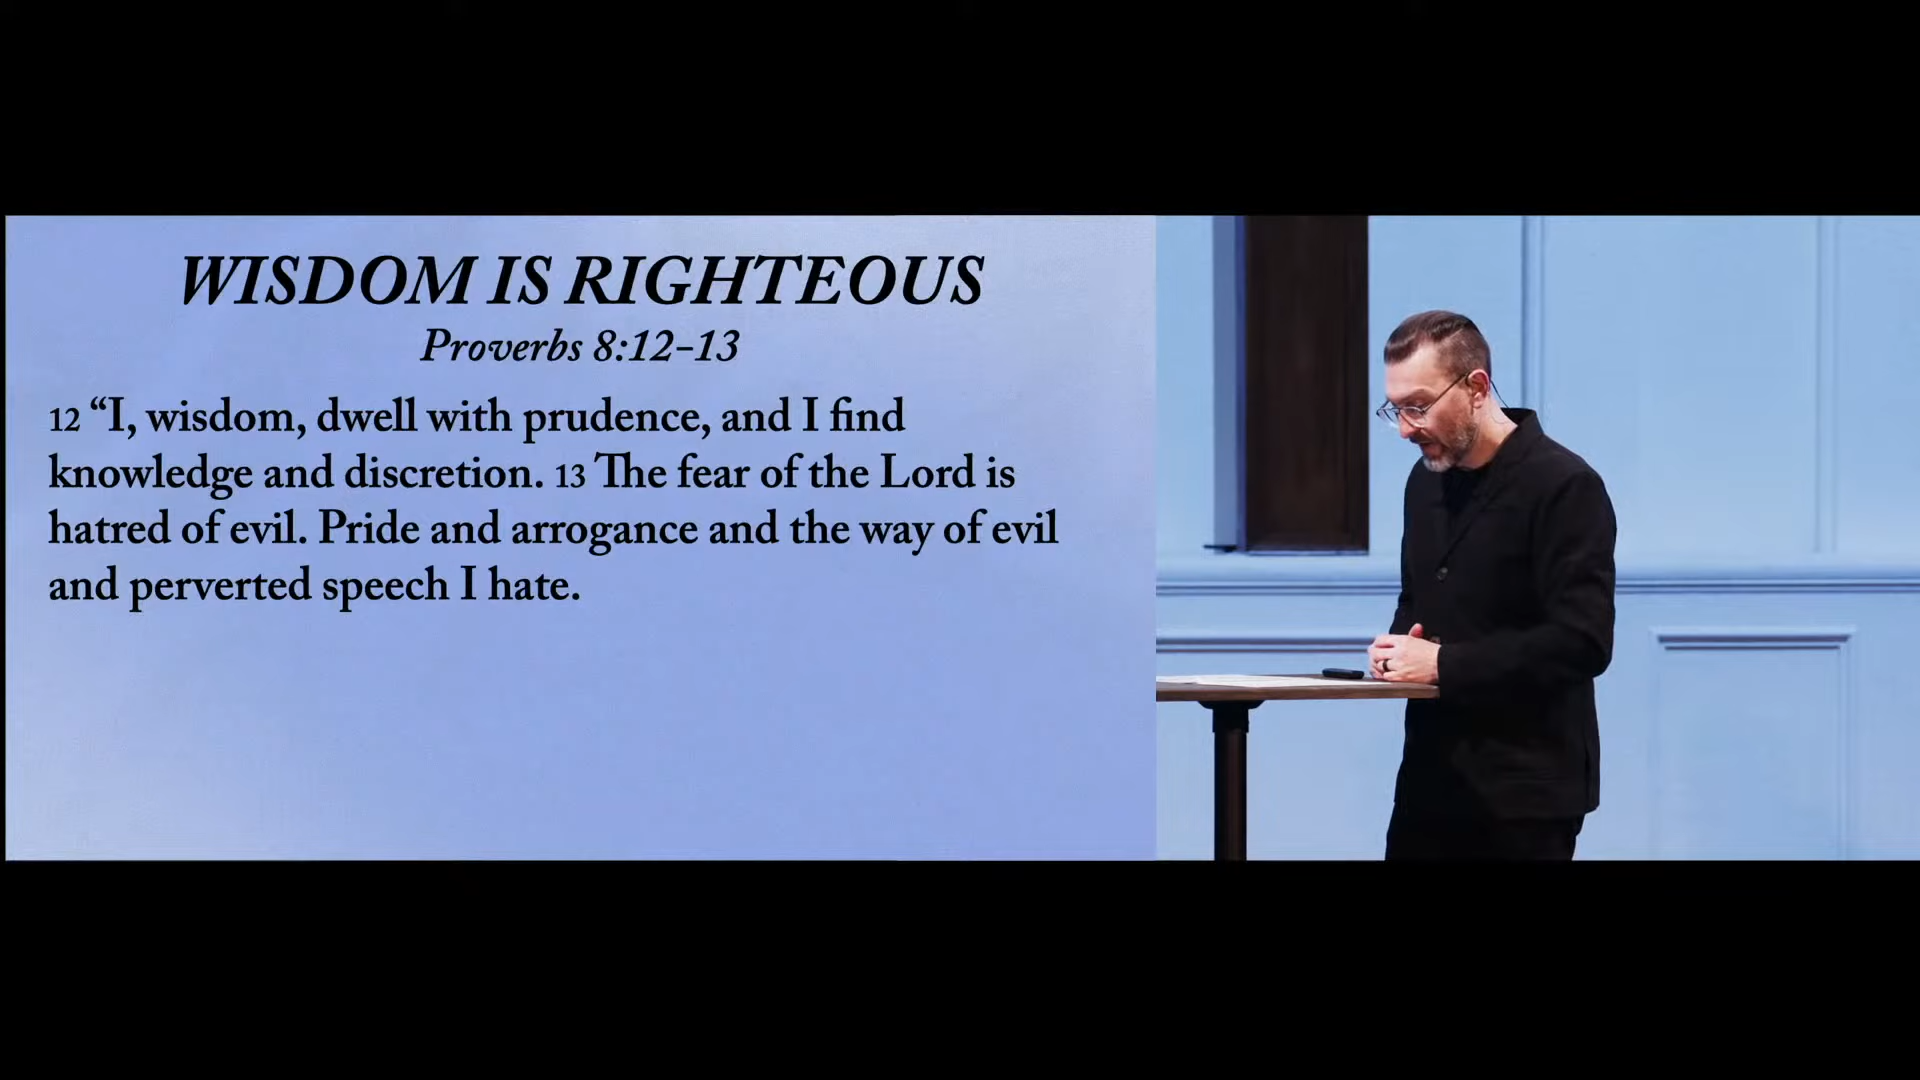 WISDOM IS RIGHTEOUS
Proverbs 8:12-13
12 “I, wisdom, dwell with prudence, and I find
knowledge and discretion. 13 The fear of the Lord is
hatred of evil. Pride and arrogance and the way of evil
and perverted speech I hate.